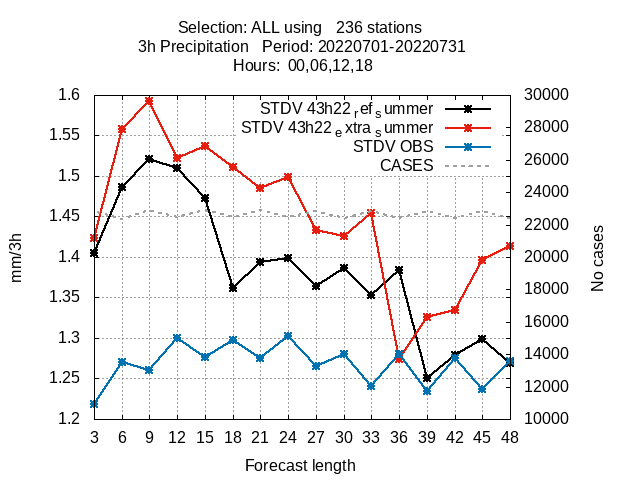 Selection: ALL using   236 stations
3h Precipitation   Period: 20220701-20220731
Hours:  00,06,12,18
STDV 43h22refsummer
STDV 43h22extrasummer
STDV OBS
CASES
1.6
1.55
1.5
1.45
1.4
1.35
1.3
1.25
1.2
mm/3h
30000
28000
26000
24000
22000
20000
18000
16000
14000
12000
10000
No cases
3 6 9 12 15 18 21 24 27 30 33 36 39 42 45 48
Forecast length